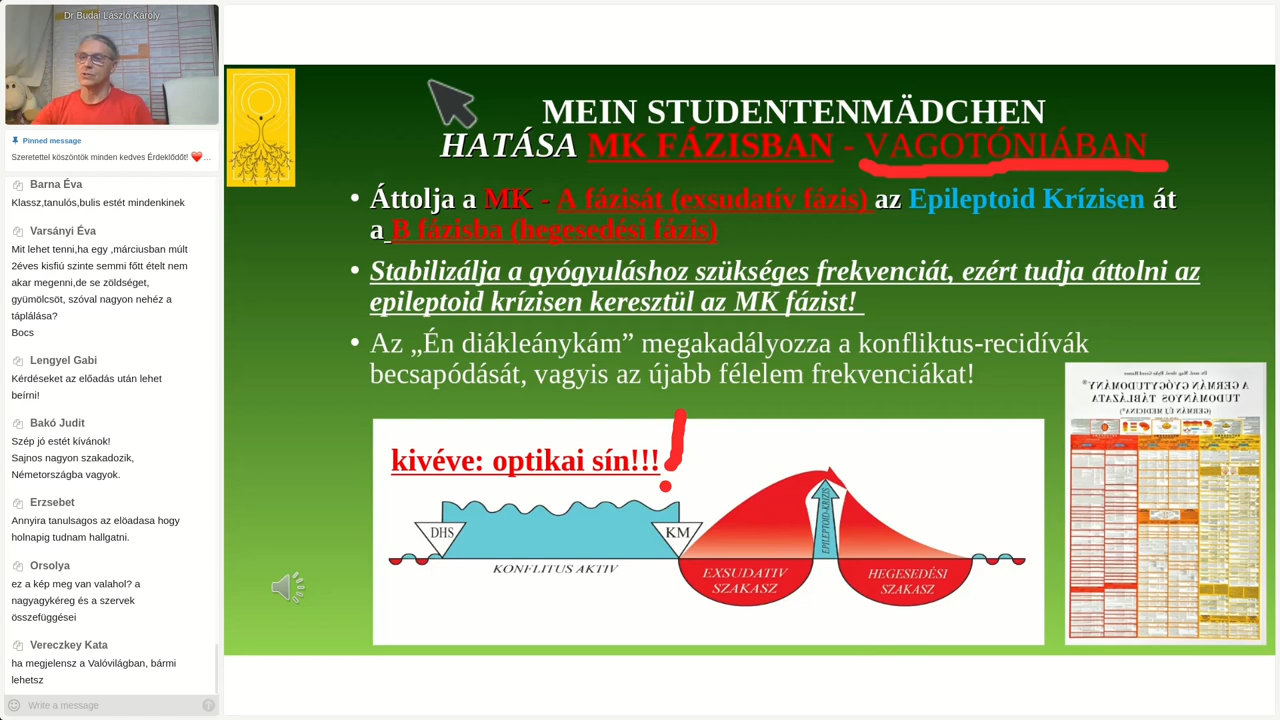 Dr Budai László Károly
Pinned message
Szeretettel köszöntök minden kedves Érdeklődőt! ❤️...
Barna Éva
Klassz,tanulós,bulis estét mindenkinek
Varsányi Éva
Mit lehet tenni,ha egy ,márciusban múlt
2éves kisfiú szinte semmi főtt ételt nem
akar megenni,de se zöldséget,
gyümölcsöt, szóval nagyon nehéz a
táplálása?
Bocs
Lengyel Gabi
Kérdéseket az előadás után lehet
beírni!
Bakó Judit
Szép jó estét kívánok!
Sajnos nagyon szakadozik,
Németországba vagyok.
Erzsebet
Annyira tanulsagos az elöadasa hogy
holnapig tudnam hallgatni.
Orsolya
ez a kép meg van valahol? a
nagyagykéreg és a szervek
összefüggései
Vereczkey Kata
ha megjelensz a Valóvilágban, bármi
lehetsz
Write a message
MEIN STUDENTENMÄDCHEN
HATÁSA MK FÁZISBAN - VAGOTÓNIÁBAN
• Áttolja a MK - A fázisát (exsudatív fázis) az Epileptoid Krízisen át
a B fázisba (hegesedési fázis)
• Stabilizálja a gyógyuláshoz szükséges frekvenciát, ezért tudja áttolni az
epileptoid krízisen keresztül az MK fázist!
• Az „Én diákleánykám” megakadályozza a konfliktus-recidívák
becsapódását, vagyis az újabb félelem frekvenciákat!
kivéve: optikai sín!!!
!
DHS
KM
EPILEPTOID-KRÍZIS
KONFLITUS AKTIV
EXSUDATIV
SZAKASZ
HEGESEDÉSI
SZAKASZ
A GERMÁN GYÓGYTUDOMÁNY®
TUDOMÁNYOS TÁBLÁZATA
(GERMÁN ÚJ MEDICINA®)